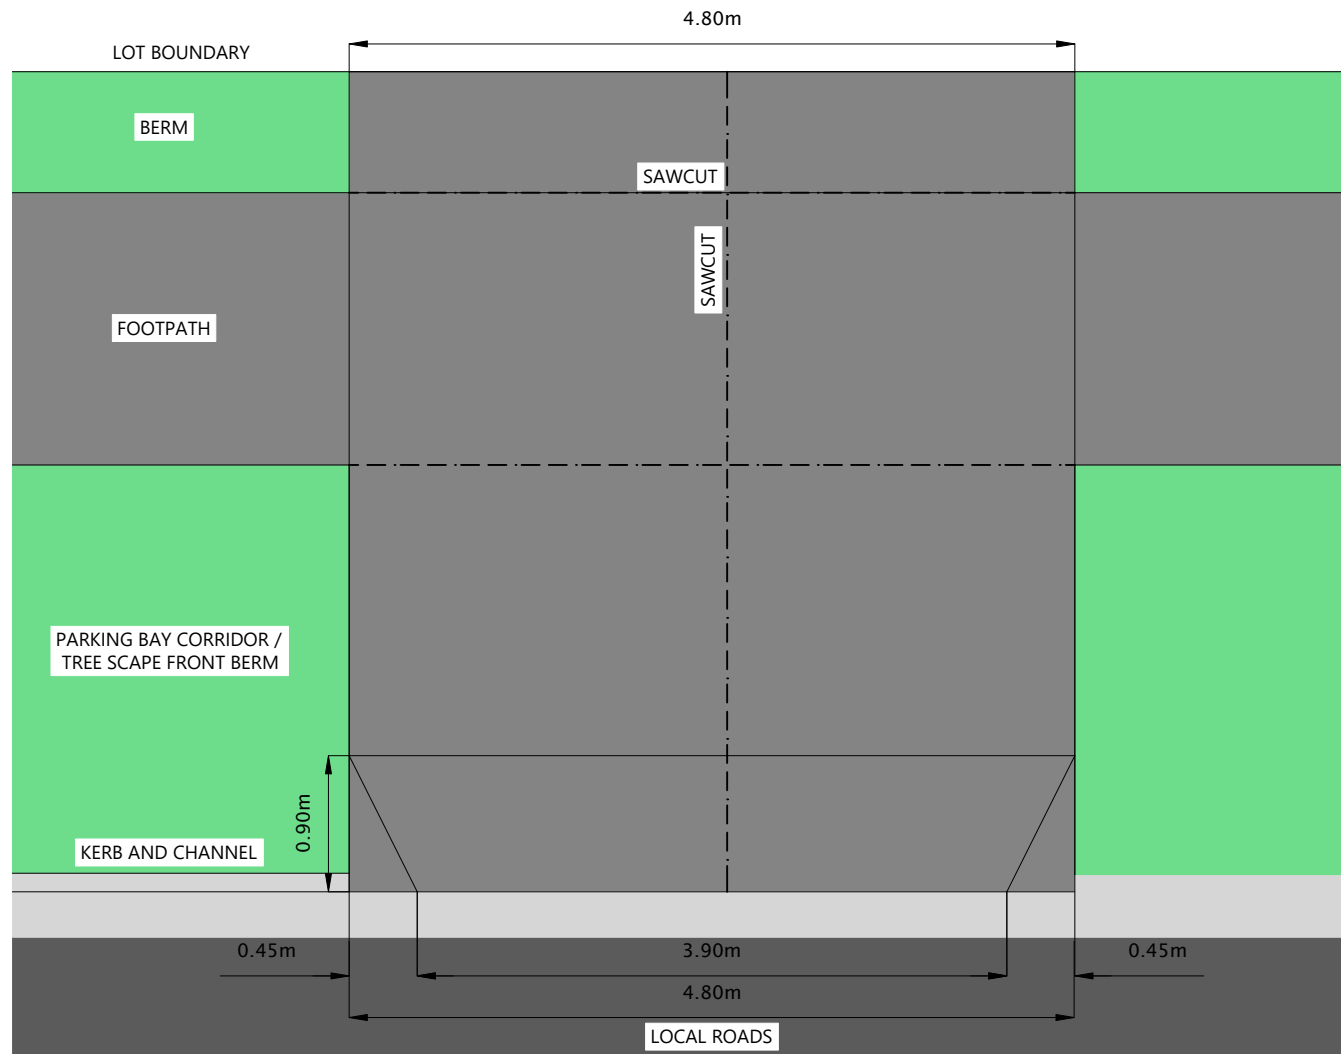 4.80m
LOT BOUNDARY
BERM
SAWCUT
SAWCUT
FOOTPATH
PARKING BAY CORRIDOR /
TREE SCAPE FRONT BERM
0.90m
KERB AND CHANNEL
0.45m
3.90m
0.45m
4.80m
LOCAL ROADS